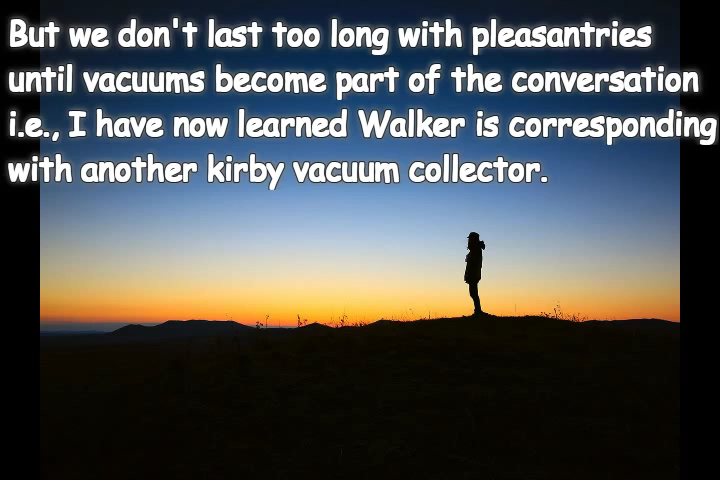 But we don't last too long with pleasantries
until vacuums become part of the conversation
i.e., I have now learned Walker is corresponding
with another kirby vacuum collector.